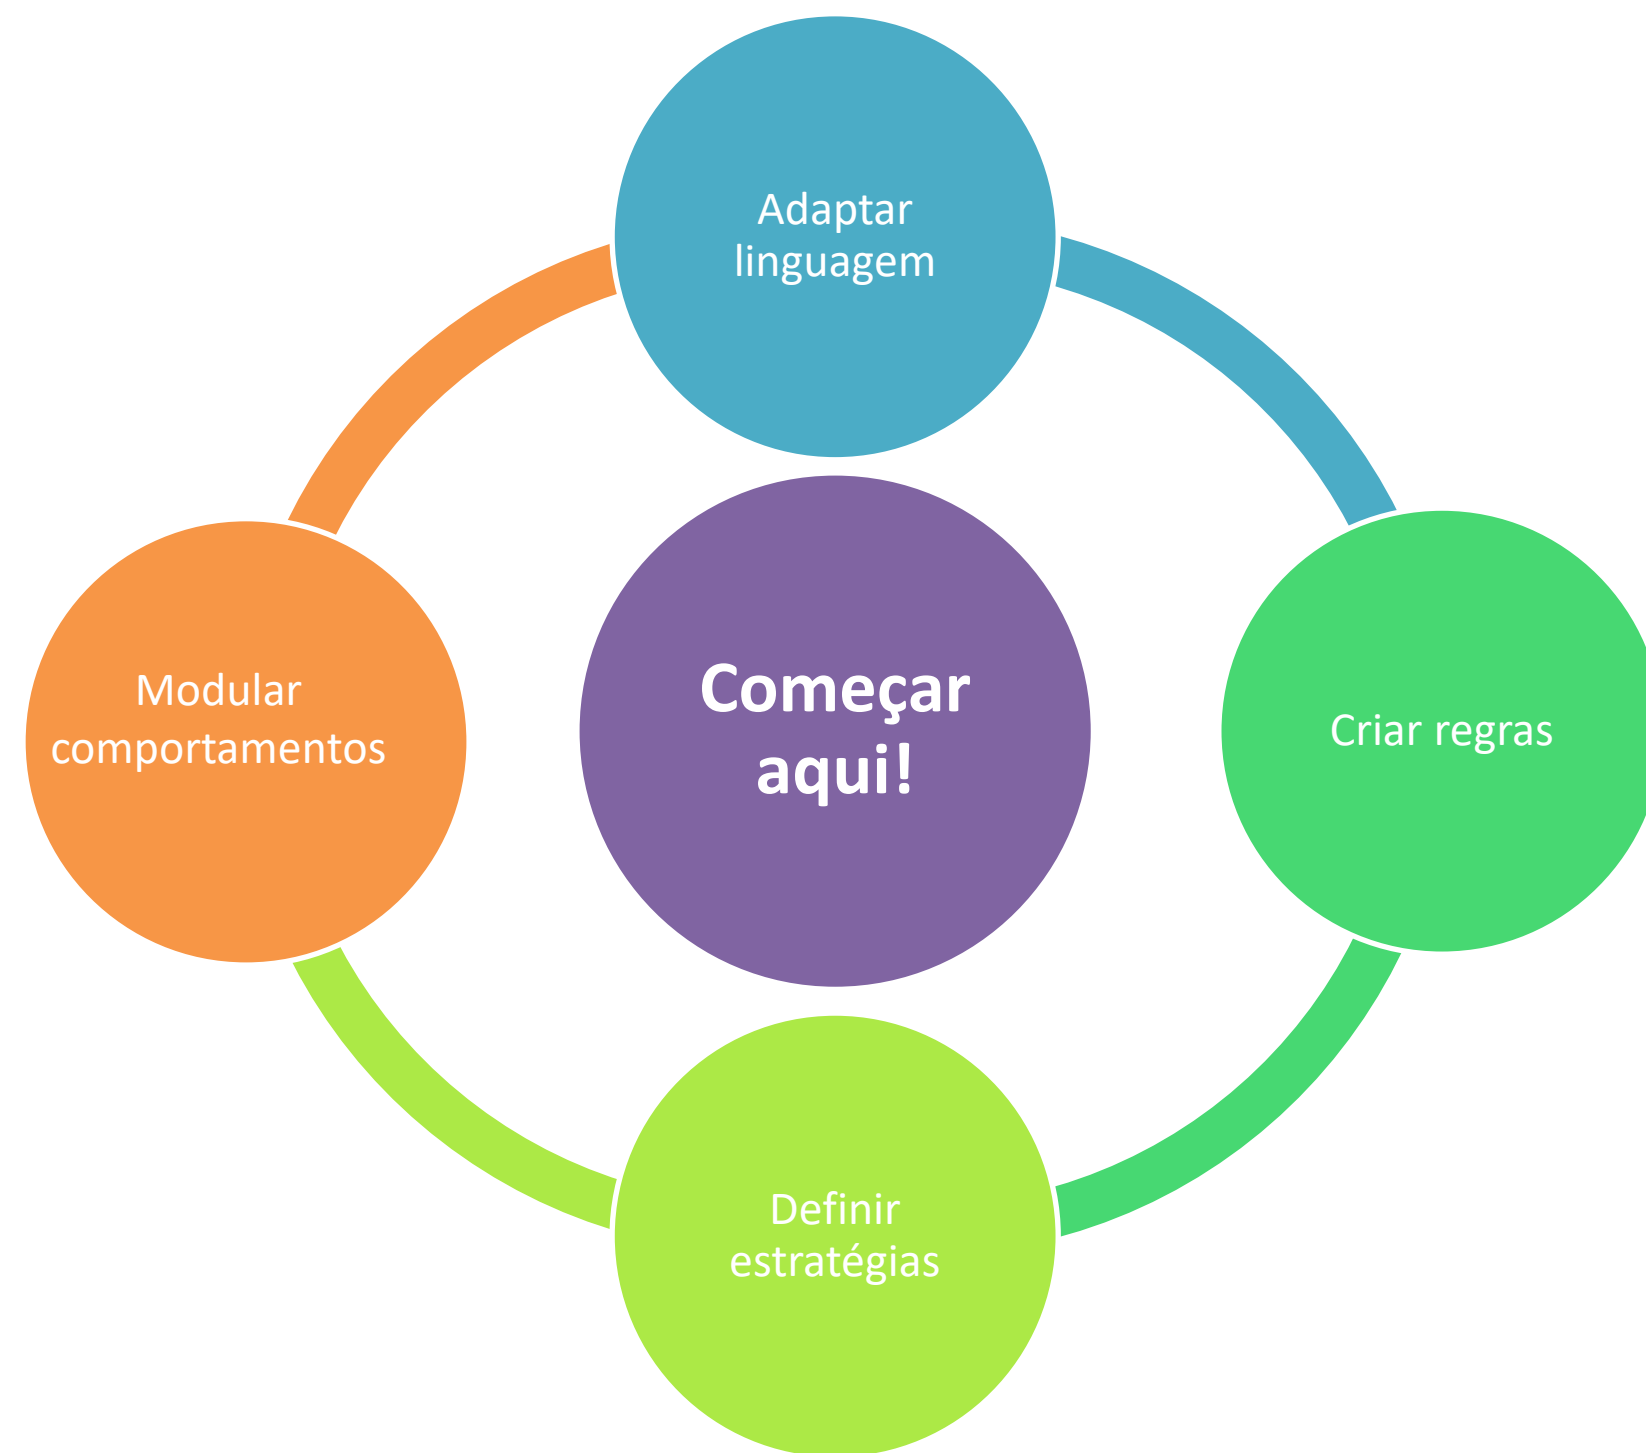 Adaptar
linguagem
Modular
comportamentos
Começar
aqui!
Criar regras
Definir
estratégias